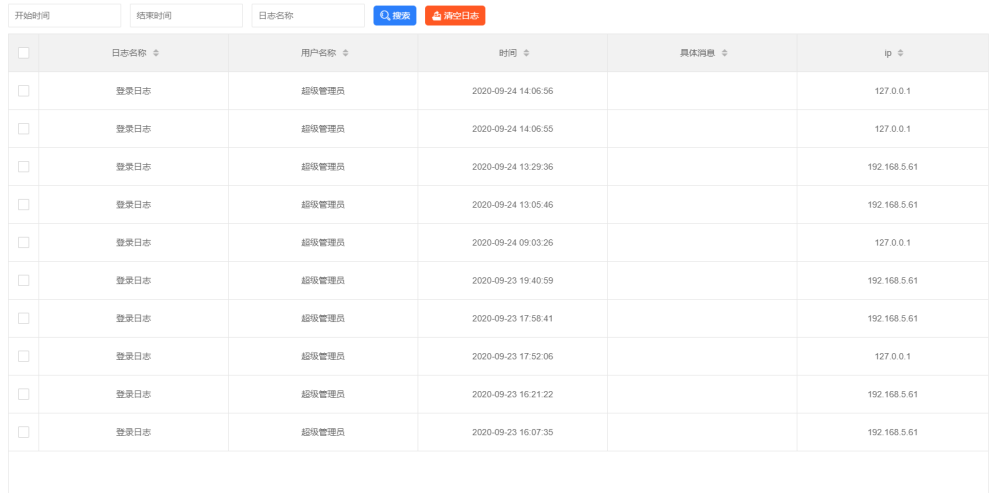 开始时间 结束时间 日志名称 搜索 清空日志
日志名称 用户名称 时间 具体消息 ip
登录日志 超级管理员 2020-09-24 14:06:56 127.0.0.1
登录日志 超级管理员 2020-09-24 14:06:55 127.0.0.1
登录日志 超级管理员 2020-09-24 13:29:36 192.168.5.61
登录日志 超级管理员 2020-09-24 13:05:46 192.168.5.61
登录日志 超级管理员 2020-09-24 09:03:26 127.0.0.1
登录日志 超级管理员 2020-09-23 19:40:59 192.168.5.61
登录日志 超级管理员 2020-09-23 17:58:41 192.168.5.61
登录日志 超级管理员 2020-09-23 17:52:06 127.0.0.1
登录日志 超级管理员 2020-09-23 16:21:22 192.168.5.61
登录日志 超级管理员 2020-09-23 16:07:35 192.168.5.61